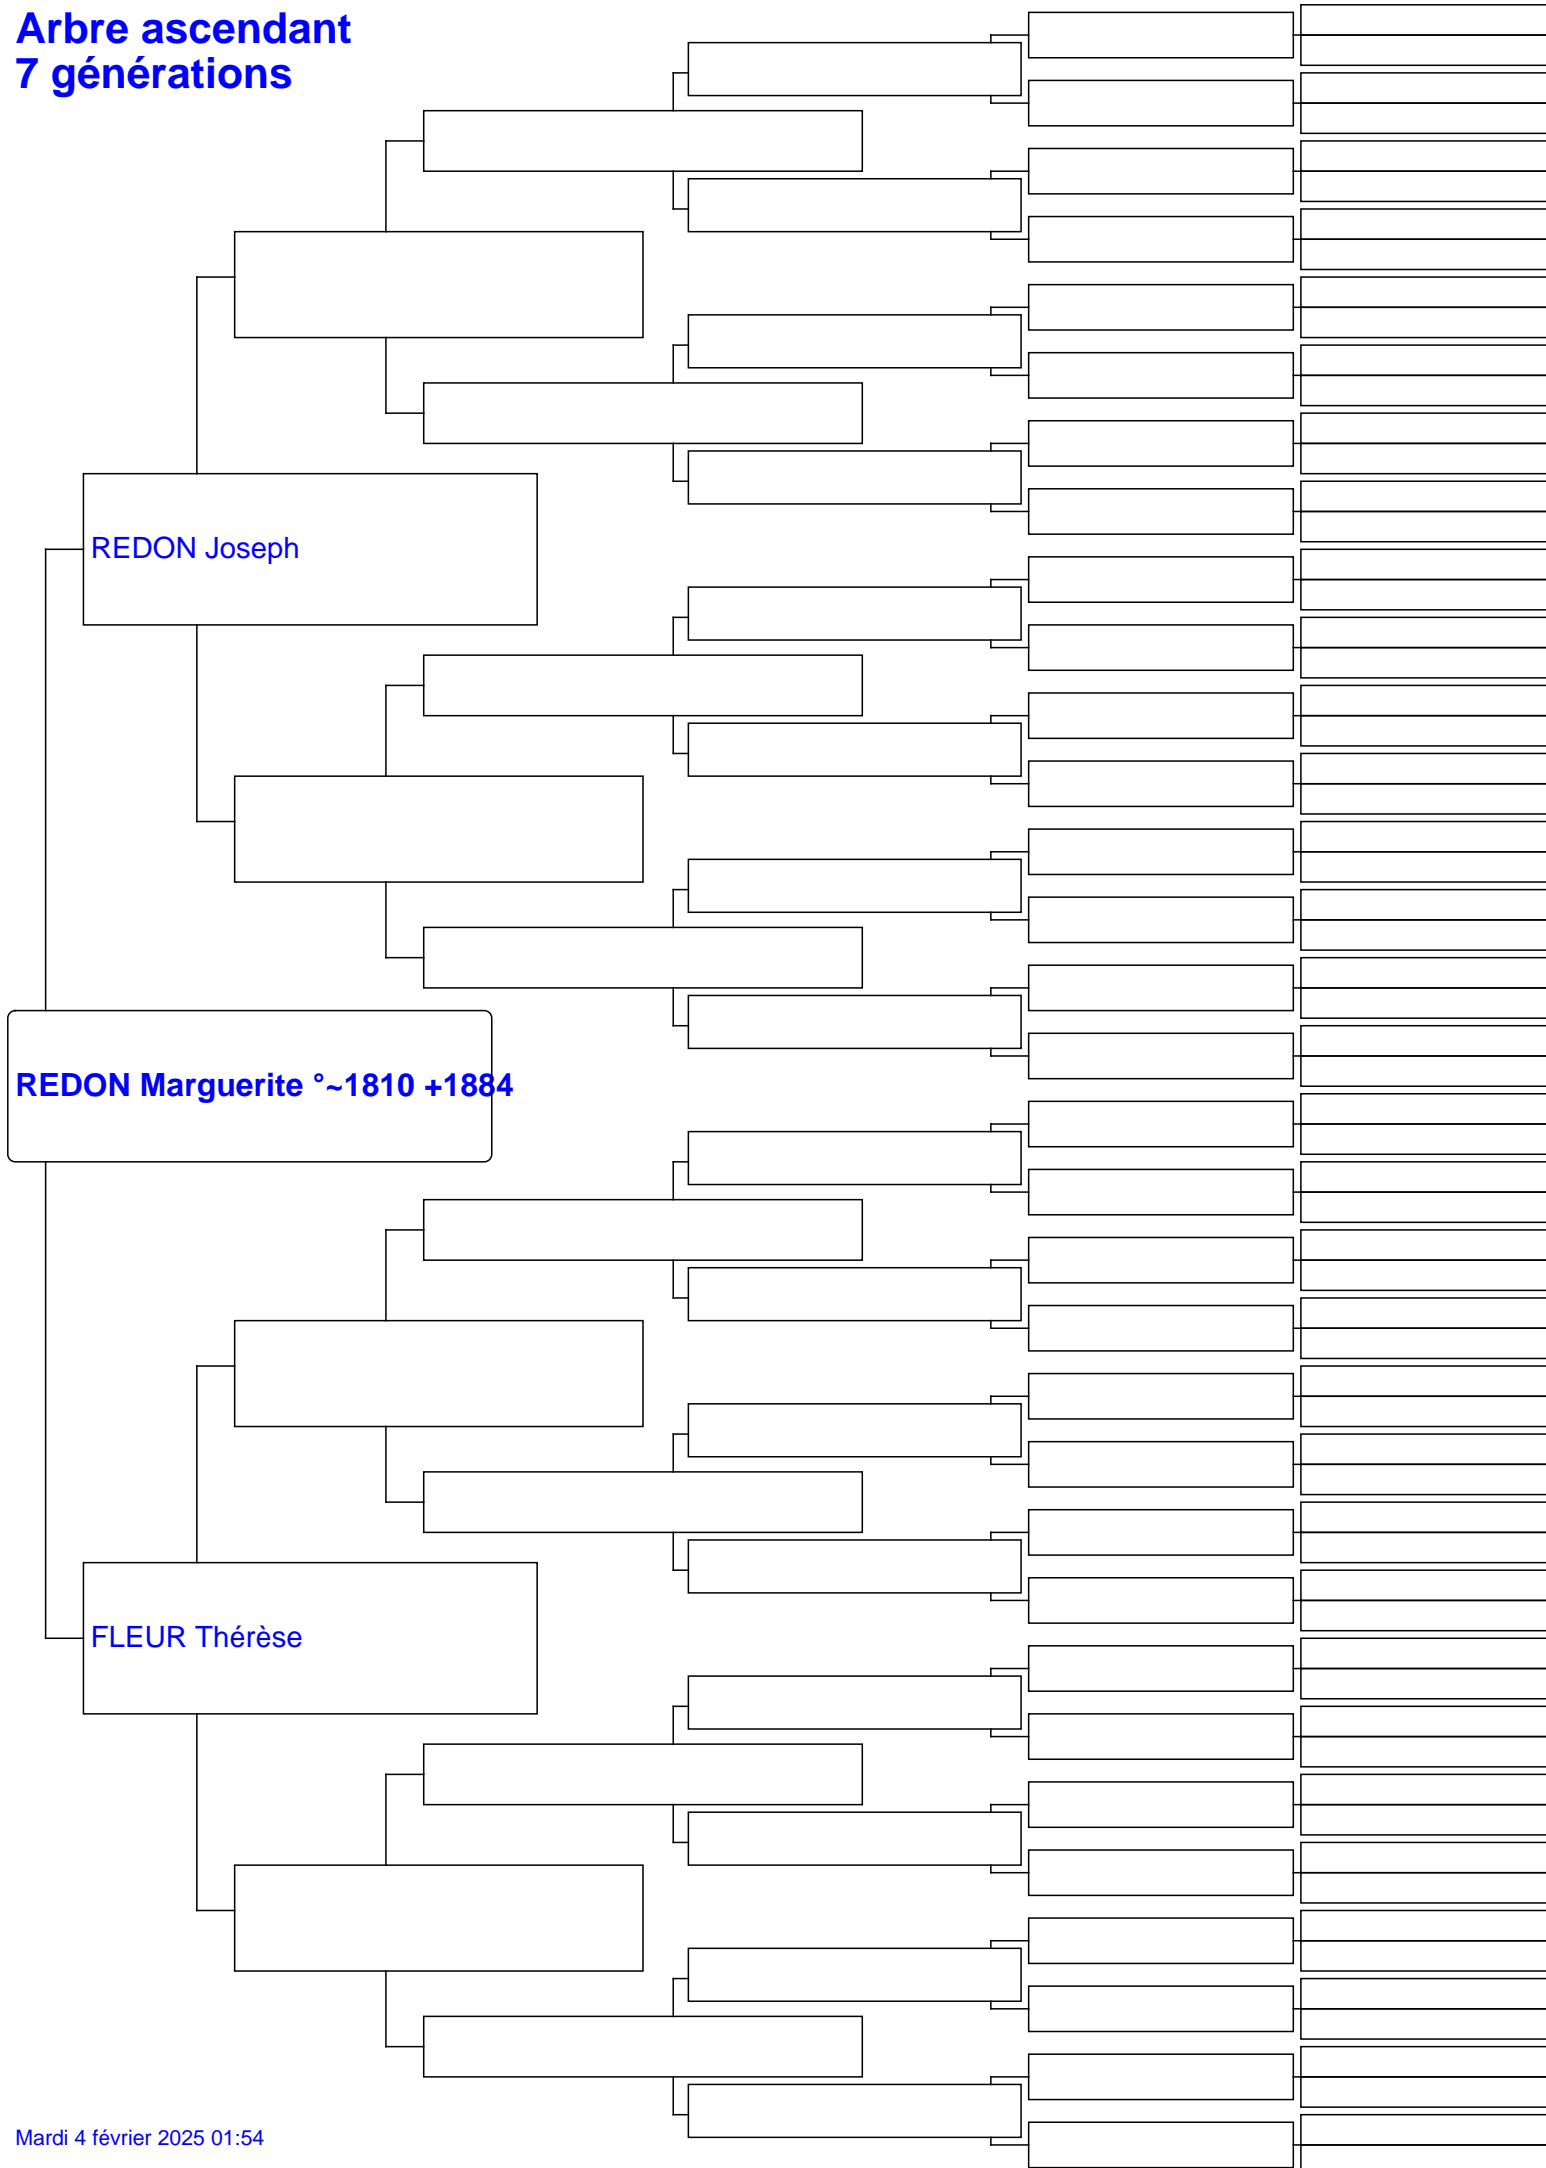 Arbre ascendant
7 générations
REDON Joseph
REDON Marguerite °~1810 +1884
FLEUR Thérèse
Mardi 4 février 2025 01:54